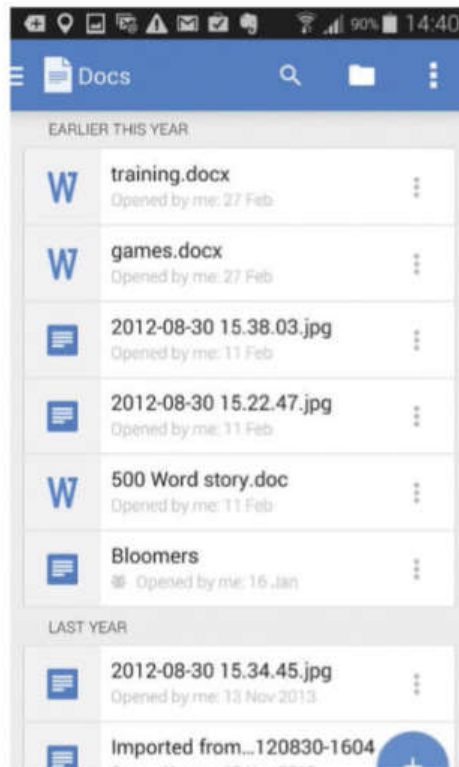 90% 14:40
Docs
EARLIER THIS YEAR
W training.docx
Opened by me: 27 Feb
W games.docx
Opened by me: 27 Feb
2012-08-30 15.38.03.jpg
Opened by me: 11 Feb
2012-08-30 15.22.47.jpg
Opened by me: 11 Feb
W 500 Word story.doc
Opened by me: 11 Feb
Bloomers
Opened by me: 16 Jan
LAST YEAR
2012-08-30 15.34.45.jpg
Opened by me: 13 Nov 2013
Imported from...120830-1604